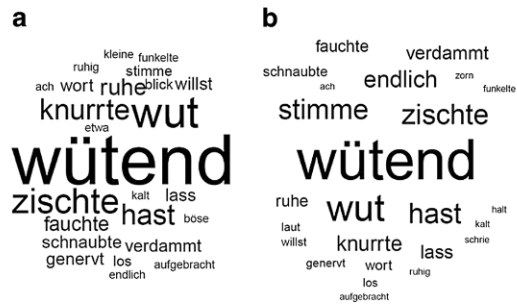 a
kleine funkelte
ruhig stimme
ach wort ruhe blick willst
knurrte wut
etwa
wütend
zischte kalt lass
fauchte hast böse
schnaubte verdammt
genervt los aufgebracht
endlich
b
fauchte verdammt
schnaubte endlich zorn
ach funkelte
stimme zischte
wütend
ruhe wut hast halt
laut kalt
willst knurrte lass schrie
genervt wort ruhig
los
aufgebracht